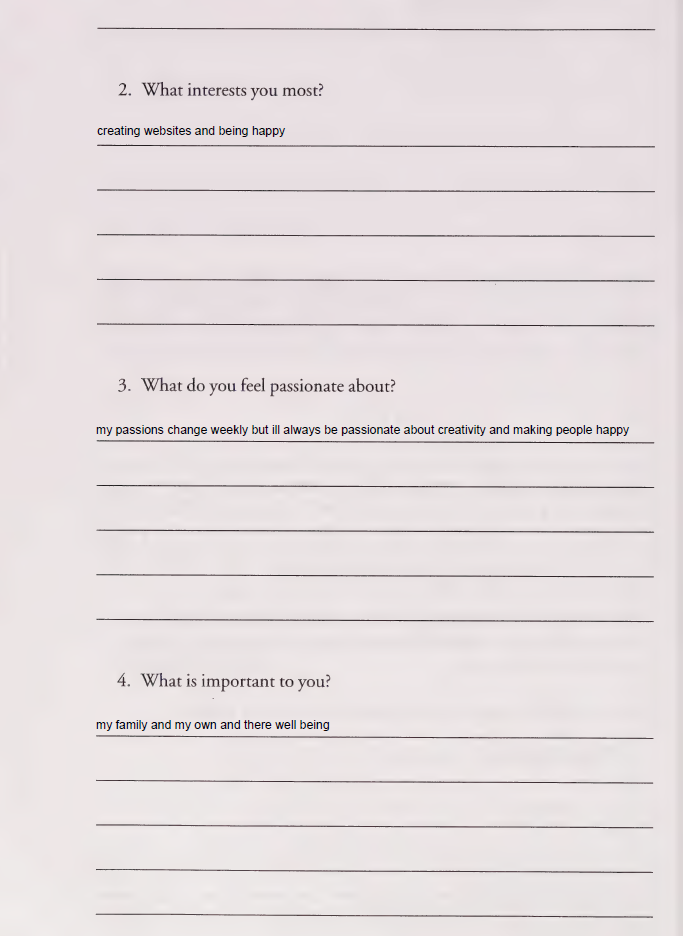 2. What interests you most?
creating websites and being happy
3. What do you feel passionate about?
my passions change weekly but ill always be passionate about creativity and making people happy
4. What is important to you?
my family and my own and there well being